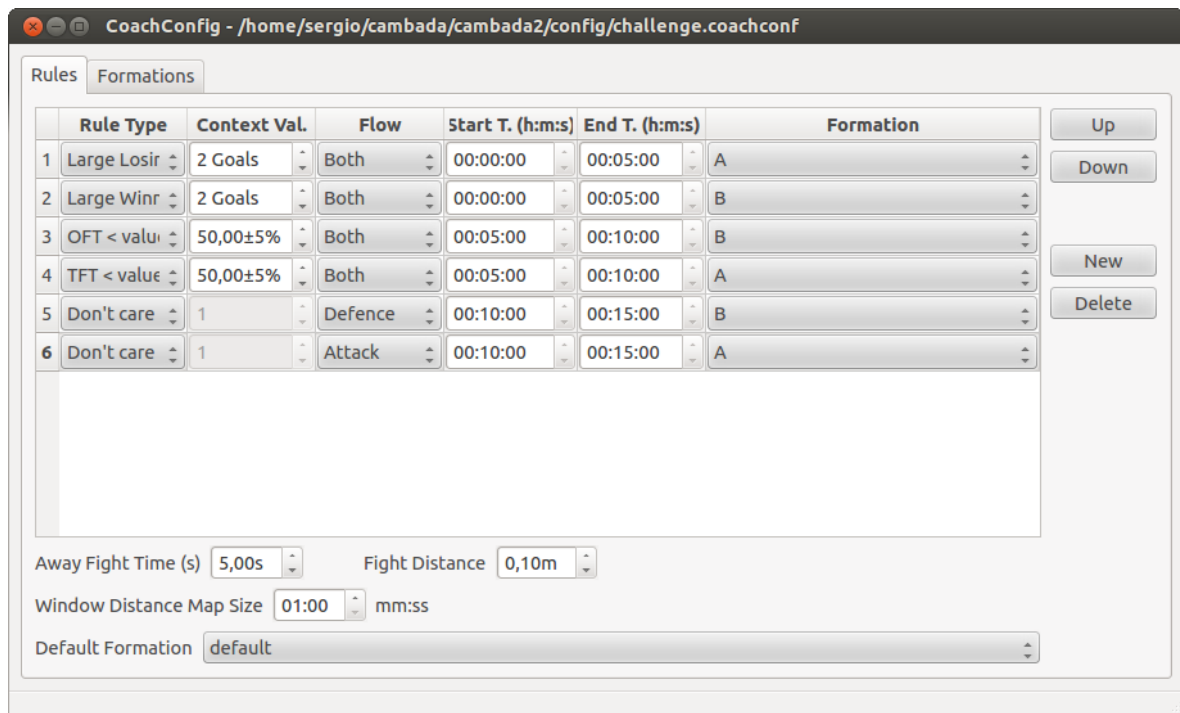 CoachConfig - /home/sergio/cambada/cambada2/config/challenge.coachconf
Rules Formations
Rule Type Context Val. Flow Start T. (h:m:s) End T. (h:m:s) Formation
1 Large Losir 2 Goals Both 00:00:00 00:05:00 A
2 Large Winr 2 Goals Both 00:00:00 00:05:00 B
3 OFT < valu 50,00±5% Both 00:05:00 00:10:00 B
4 TFT < value 50,00±5% Both 00:05:00 00:10:00 A
5 Don't care 1 Defence 00:10:00 00:15:00 B
6 Don't care 1 Attack 00:10:00 00:15:00 A
Up
Down
New
Delete
Away Fight Time (s) 5,00s Fight Distance 0,10m
Window Distance Map Size 01:00 mm:ss
Default Formation default